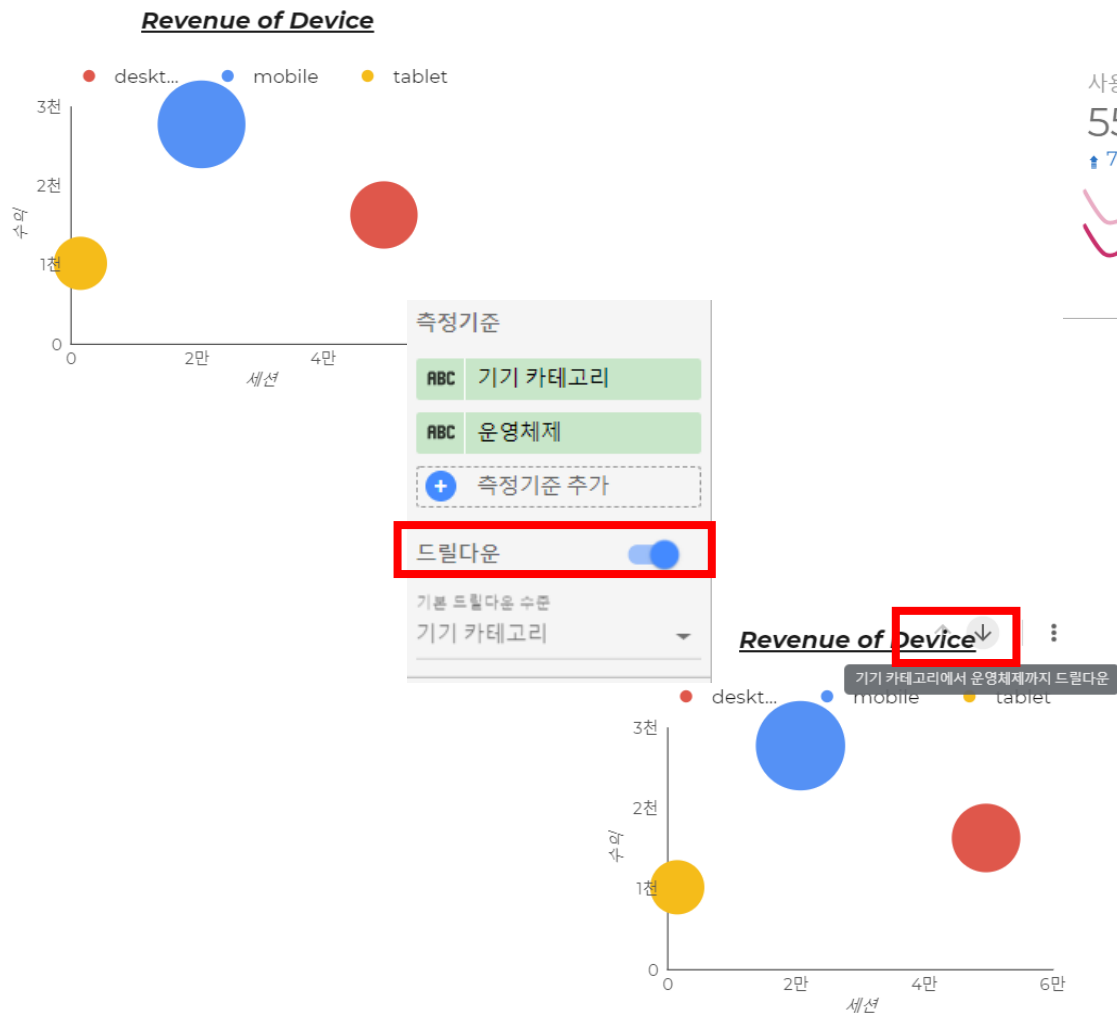 Revenue of Device
deskt... mobile tablet
3천
2천
1천
0
수익
0 2만 4만
세션
55
7
측정기준
ABC 기기 카테고리
ABC 운영체제
측정기준 추가
드릴다운
기본 드릴다운 수준
기기 카테고리
Revenue of Device
기기 카테고리에서 운영체제까지 드릴다운
deskt... mobile tablet
3천
2천
1천
0
수익
0 2만 4만 6만
세션